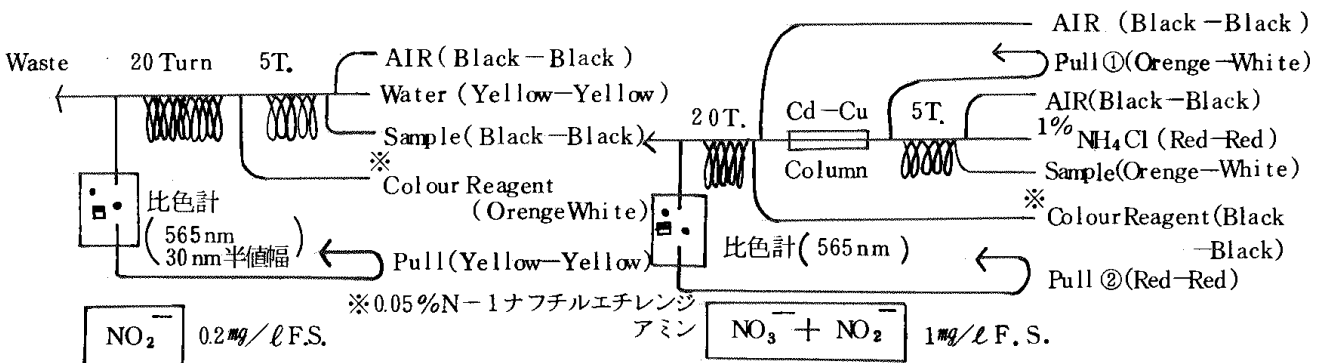 Waste
20 Turn
5T.
AIR (Black-Black)
Water (Yellow-Yellow)
Sample (Black-Black)
※
Colour Reagent
(Orenge White)
比色計
(565nm
30nm半値幅)
Pull (Yellow-Yellow)
※0.05%N-1ナフチルエチレンジ
アミン
NO₂⁻
0.2mg/ℓ F.S.
AIR (Black-Black)
Pull ①(Orenge-White)
AIR(Black-Black)
20T.
Cd-Cu
Column
5T.
1% NH₄Cl (Red-Red)
Sample(Orenge-White)
※
Colour Reagent(Black
-Black)
比色計(565nm)
Pull ②(Red-Red)
NO₃⁻ + NO₂⁻
1mg/ℓ F.S.